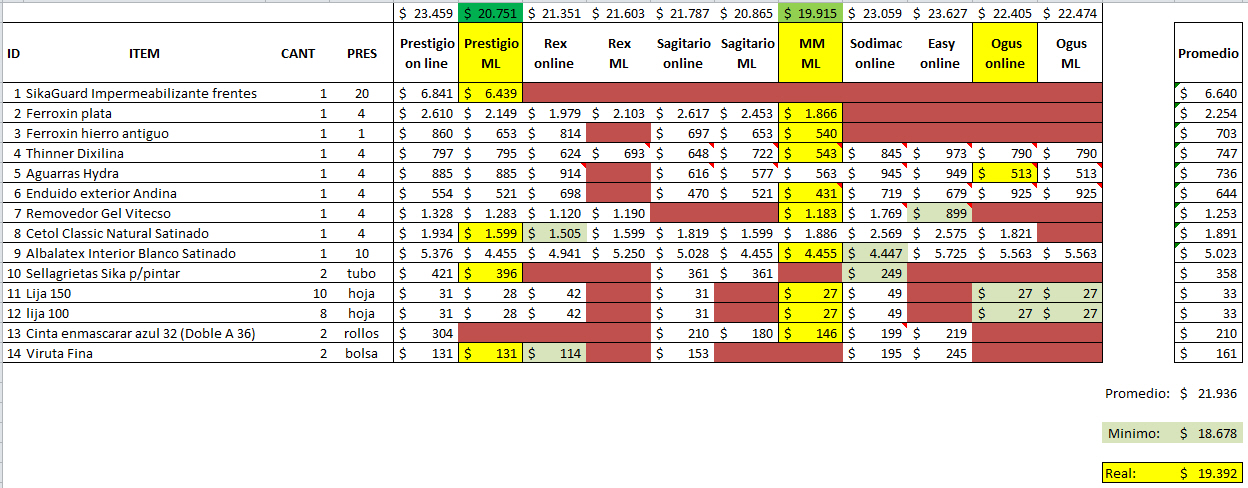 $ 23.459 $ 20.751 $ 21.351 $ 21.603 $ 21.787 $ 20.865 $ 19.915 $ 23.059 $ 23.627 $ 22.405 $ 22.474
ID ITEM CANT PRES Prestigio on line Prestigio ML Rex online Rex ML Sagitario online Sagitario ML MM ML Sodimac online Easy online Ogus online Ogus ML Promedio
1 SikaGuard Impermeabilizante frentes 1 20 $ 6.841 $ 6.439 $ 6.640
2 Ferroxin plata 1 4 $ 2.610 $ 2.149 $ 1.979 $ 2.103 $ 2.617 $ 2.453 $ 1.866 $ 2.254
3 Ferroxin hierro antiguo 1 1 $ 860 $ 653 $ 814 $ 697 $ 653 $ 540 $ 703
4 Thinner Dixilina 1 4 $ 797 $ 795 $ 624 $ 693 $ 648 $ 722 $ 543 $ 845 $ 973 $ 790 $ 790 $ 747
5 Aguarras Hydra 1 4 $ 885 $ 885 $ 914 $ 616 $ 577 $ 563 $ 945 $ 949 $ 513 $ 513 $ 736
6 Enduido exterior Andina 1 4 $ 554 $ 521 $ 698 $ 470 $ 521 $ 431 $ 719 $ 679 $ 925 $ 925 $ 644
7 Removedor Gel Vitecso 1 4 $ 1.328 $ 1.283 $ 1.120 $ 1.190 $ 1.183 $ 1.769 $ 899 $ 1.253
8 Cetol Classic Natural Satinado 1 4 $ 1.934 $ 1.599 $ 1.505 $ 1.599 $ 1.819 $ 1.599 $ 1.886 $ 2.569 $ 2.575 $ 1.821 $ 1.891
9 Albalatex Interior Blanco Satinado 1 10 $ 5.376 $ 4.455 $ 4.941 $ 5.250 $ 5.028 $ 4.455 $ 4.455 $ 4.447 $ 5.725 $ 5.563 $ 5.563 $ 5.023
10 Sellagrietas Sika p/pintar 2 tubo $ 421 $ 396 $ 361 $ 361 $ 249 $ 358
11 Lija 150 10 hoja $ 31 $ 28 $ 42 $ 31 $ 27 $ 49 $ 27 $ 27 $ 33
12 lija 100 8 hoja $ 31 $ 28 $ 42 $ 31 $ 27 $ 49 $ 27 $ 27 $ 33
13 Cinta enmascarar azul 32 (Doble A 36) 2 rollos $ 304 $ 210 $ 180 $ 146 $ 199 $ 219 $ 210
14 Viruta Fina 2 bolsa $ 131 $ 131 $ 114 $ 153 $ 195 $ 245 $ 161
Promedio: $ 21.936
Minimo: $ 18.678
Real: $ 19.392